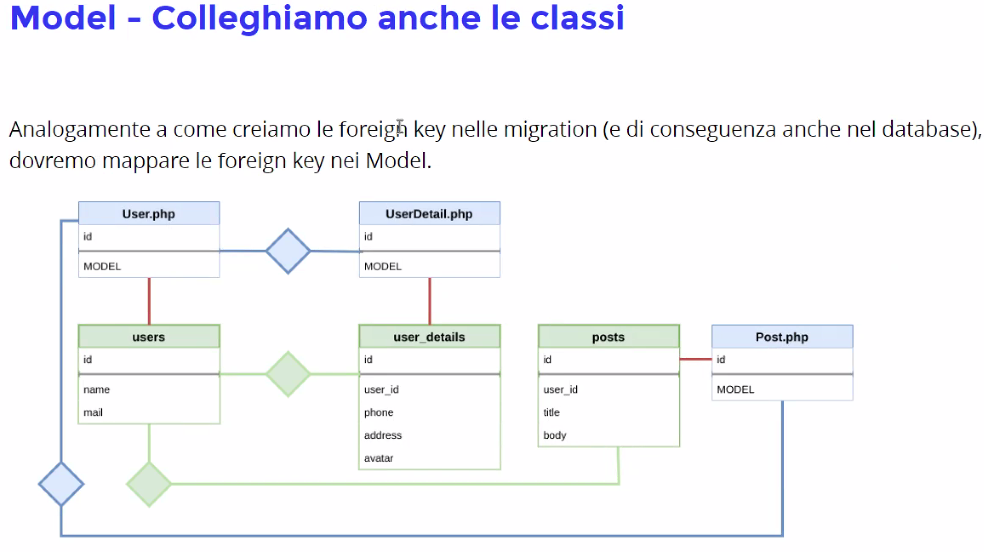 Model - Colleghiamo anche le classi
Analogamente a come creiamo le foreign key nelle migration (e di conseguenza anche nel database),
dovremo mappare le foreign key nei Model.
User.php
id
MODEL
UserDetail.php
id
MODEL
users
id
name
mail
user_details
id
user_id
phone
address
avatar
posts
id
user_id
title
body
Post.php
id
MODEL